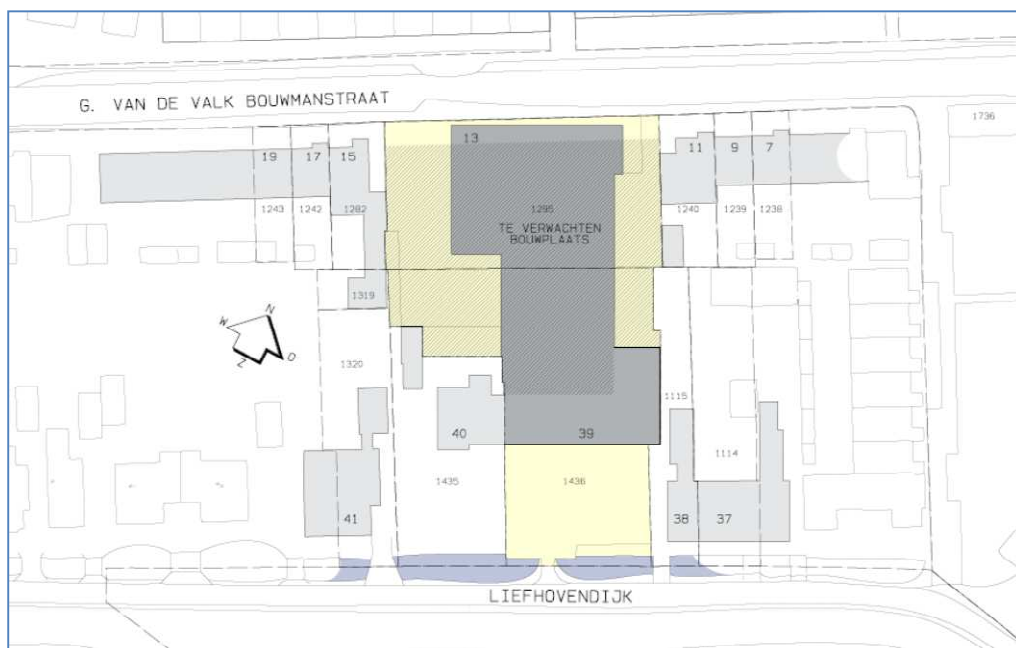 1736
G. VAN DE VALK BOUWMANSTRAAT
13
19 17 15
11 9 7
1243 1242 1282
1295
1240 1239 1238
TE VERWACHTEN
BOUWPLAATS
1319
N
W
O
Z
1320
1115
40
39
1114
1435
1436
41
38
37
LIEFHOVENDIJK